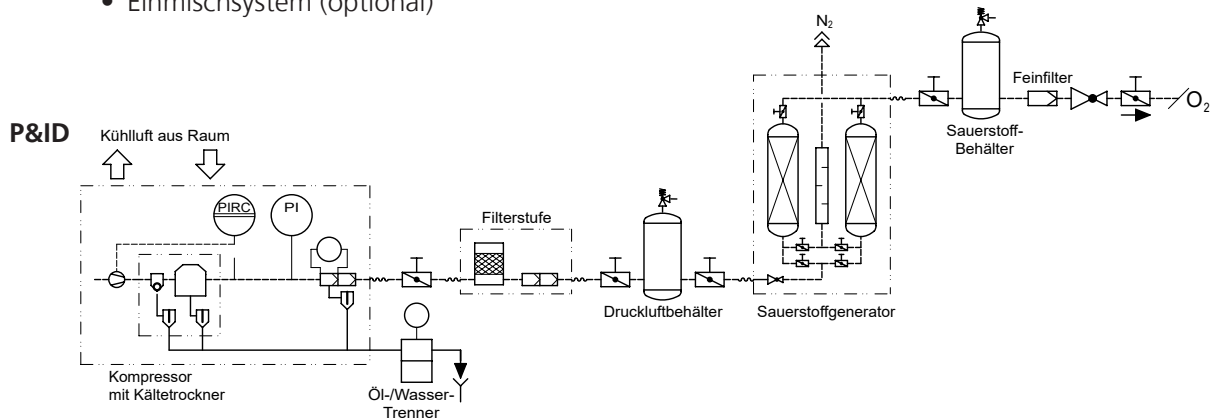 • Einmischsystem (optional)
P&ID
Kühlluft aus Raum
PIRC
PI
Kompressor
mit Kältetrockner
Öl-/Wasser-
Trenner
Filterstufe
Druckluftbehälter
N₂
Sauerstoffgenerator
Sauerstoff-
Behälter
Feinfilter
O₂